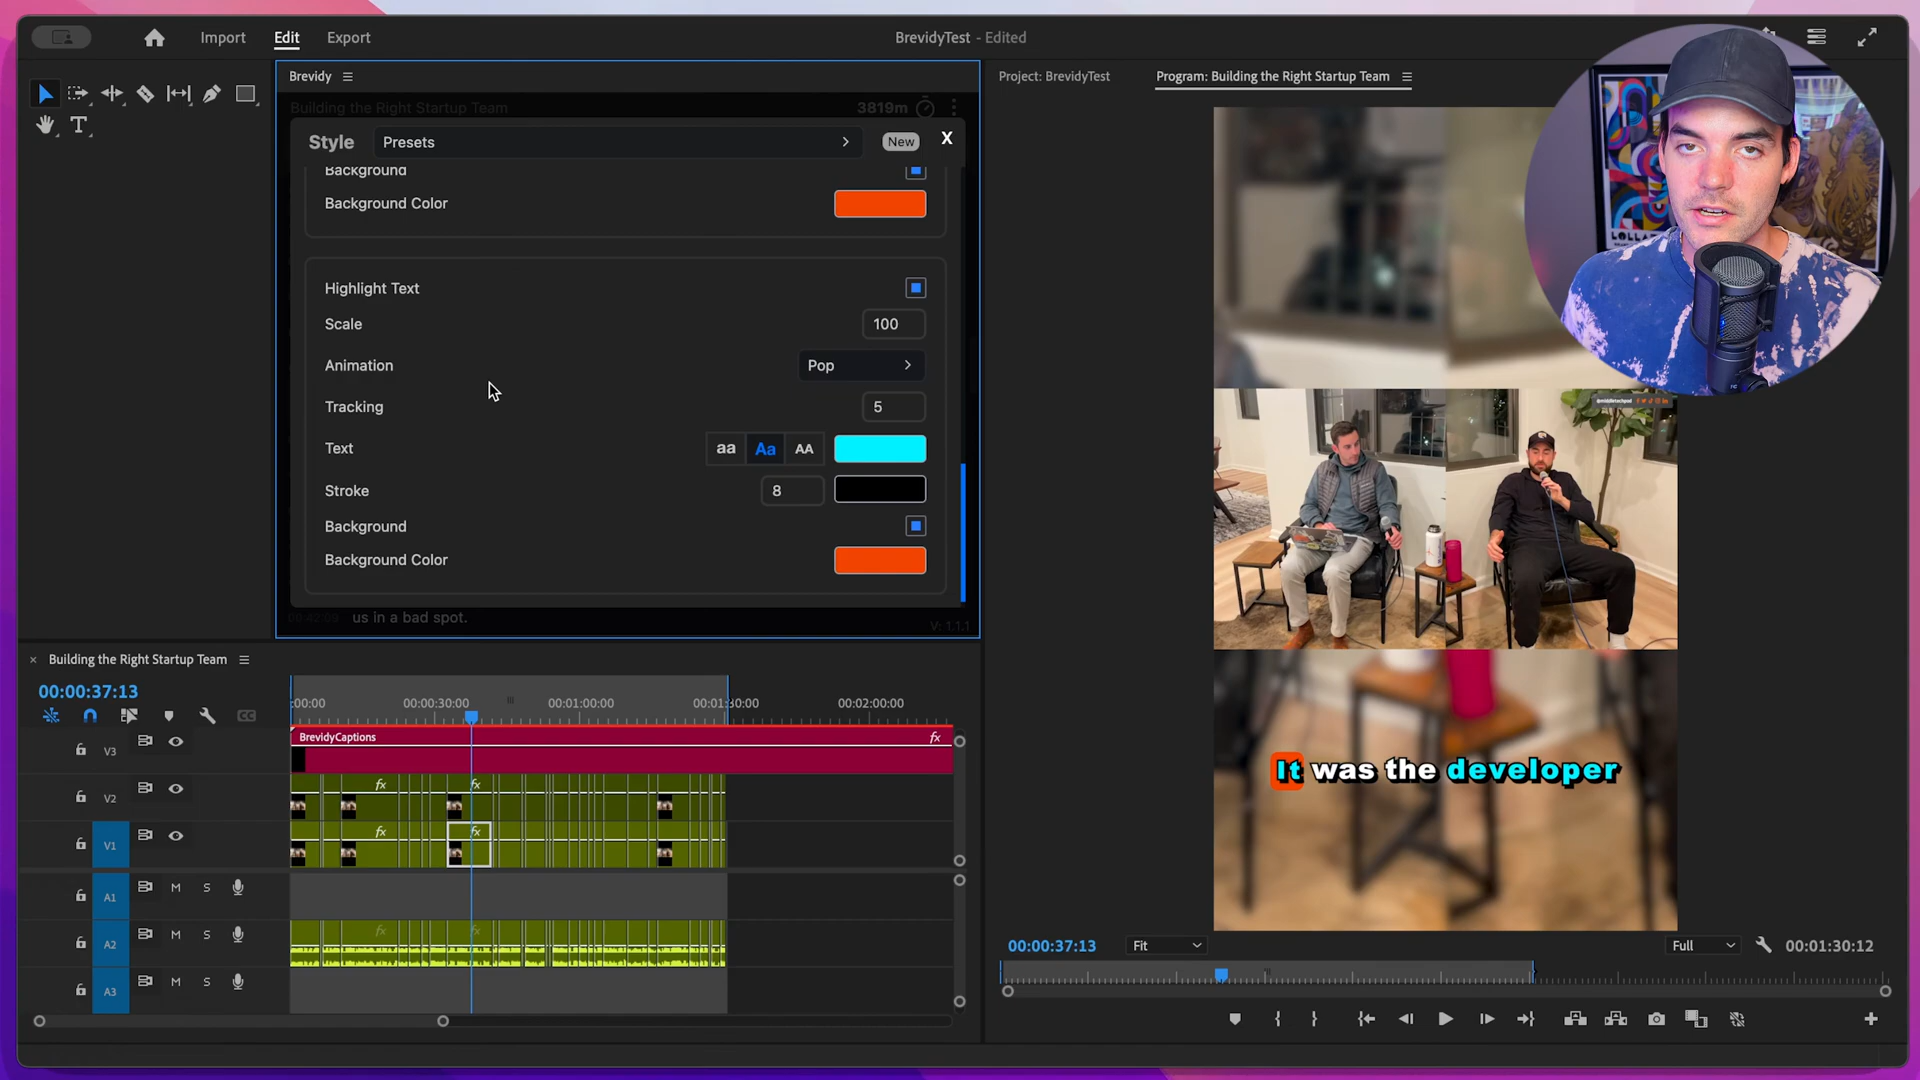 Import Edit Export
BrevidyTest - Edited
Brevidy
Building the Right Startup Team
3819m
Style
Presets
New
X
Background
Background Color
Highlight Text
Scale
100
Animation
Pop
Tracking
5
Text
aa Aa AA
Stroke
8
Background
Background Color
00:42:09 us in a bad spot.
V: 1.1.1
Project: BrevidyTest
Program: Building the Right Startup Team
LOLLA
@middletechpod
It was the developer
00:00:37:13
Fit
Full
00:01:30:12
× Building the Right Startup Team
00:00:37:13
:00:00
00:00:30:00
00:01:00:00
00:01:30:00
00:02:00:00
V3
BrevidyCaptions
fx
V2
fx fx
V1
fx fx
A1
M S
A2
M S
fx fx
A3
M S